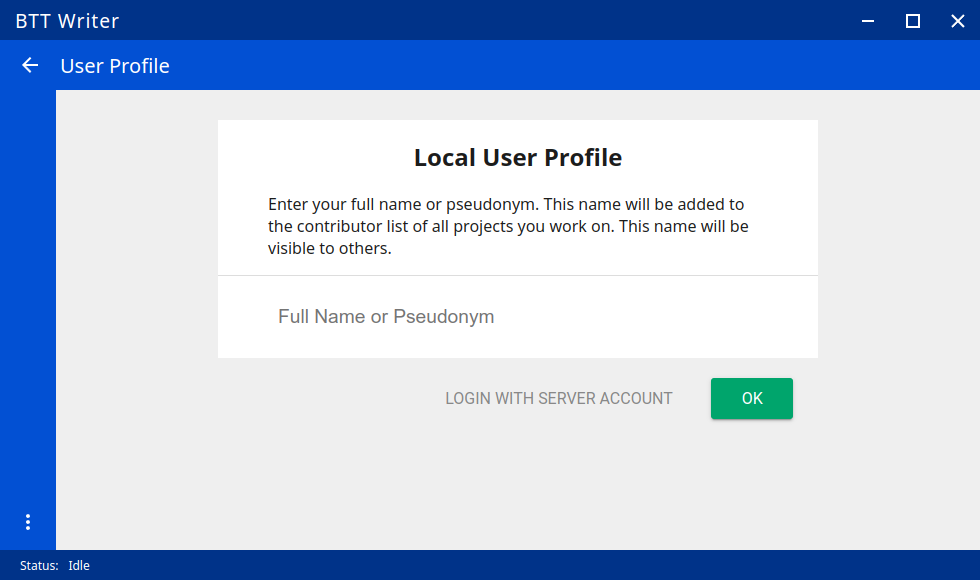 BTT Writer
User Profile
Local User Profile
Enter your full name or pseudonym. This name will be added to
the contributor list of all projects you work on. This name will be
visible to others.
Full Name or Pseudonym
LOGIN WITH SERVER ACCOUNT OK
Status: Idle